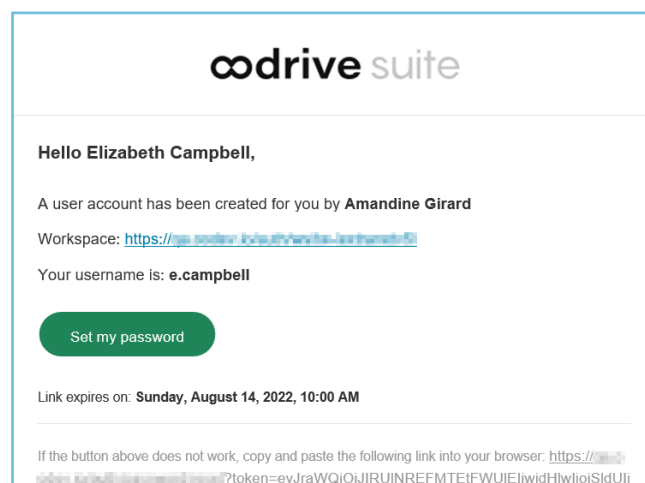 oodrive suite
Hello Elizabeth Campbell,
A user account has been created for you by Amandine Girard
Workspace: https://
Your username is: e.campbell
Set my password
Link expires on: Sunday, August 14, 2022, 10:00 AM
If the button above does not work, copy and paste the following link into your browser: https://